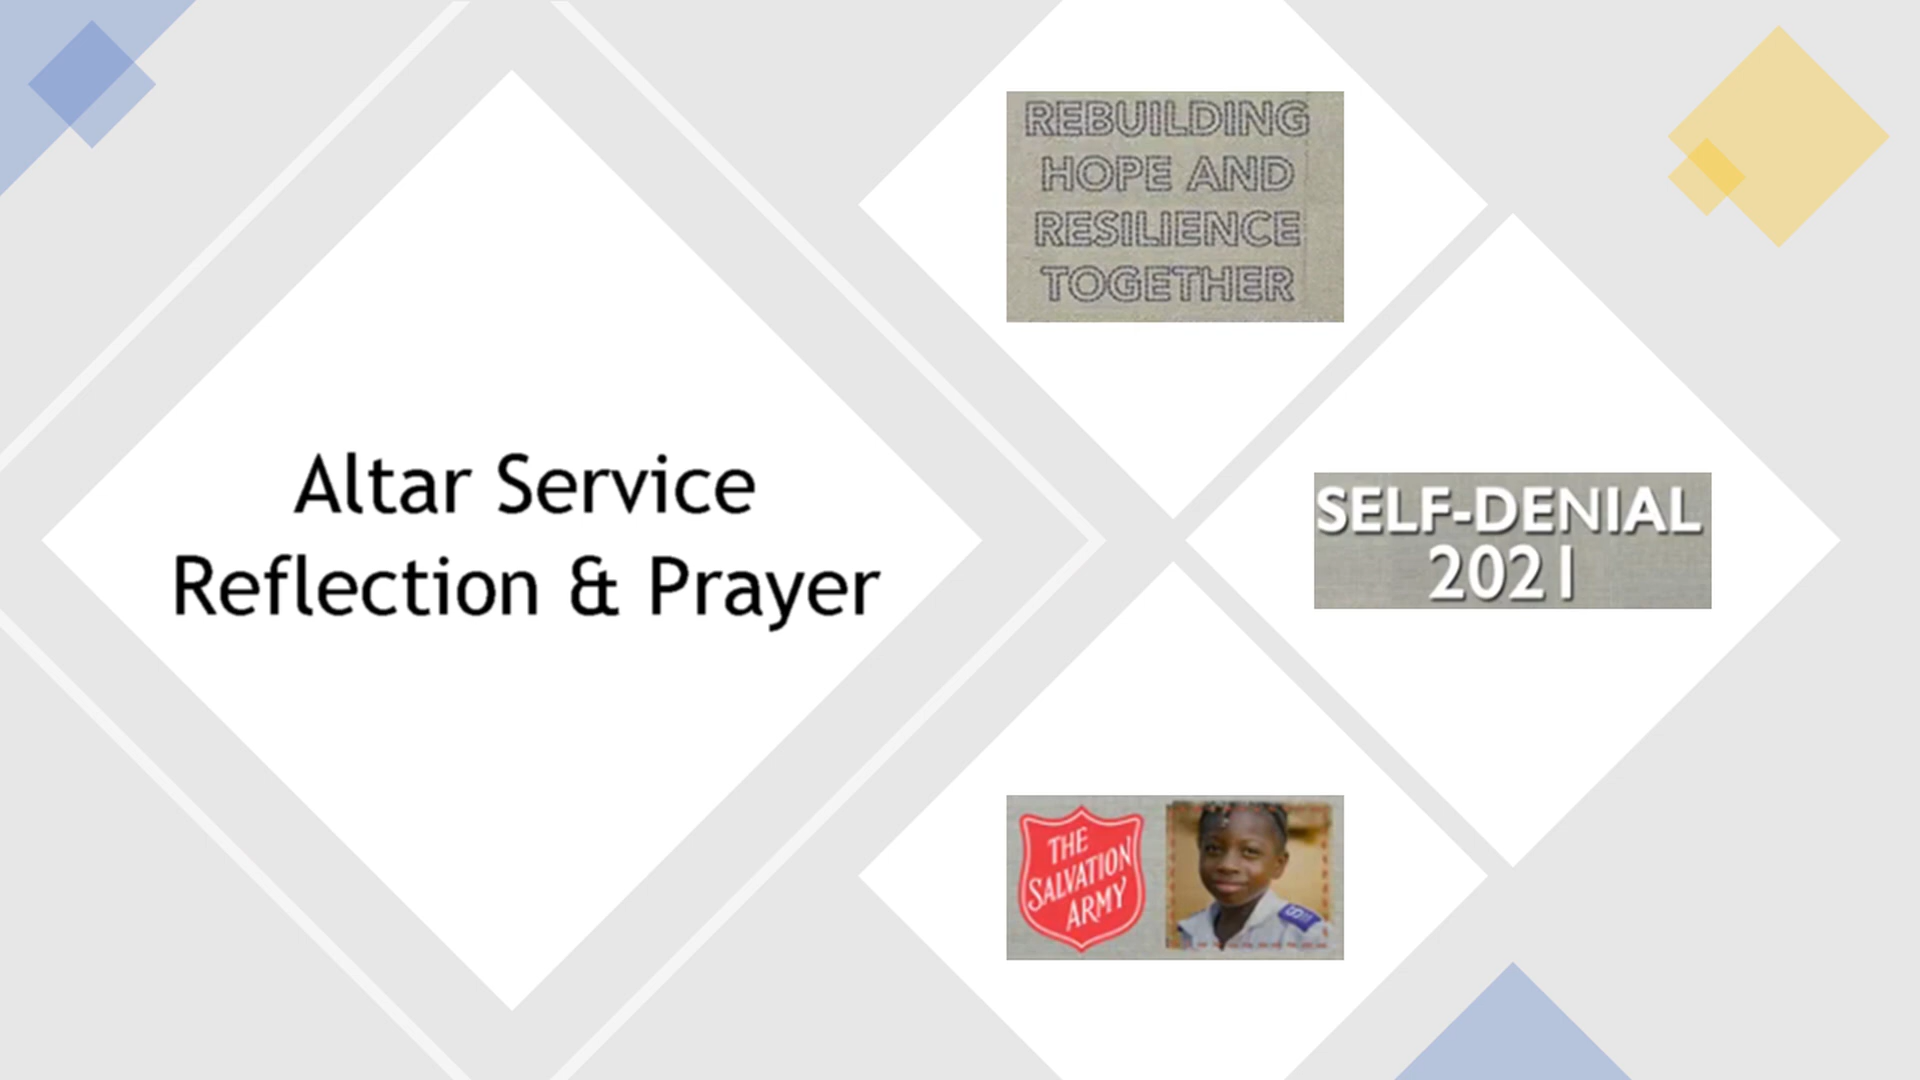 Altar Service
Reflection & Prayer
REBUILDING
HOPE AND
RESILIENCE
TOGETHER
SELF-DENIAL
2021
THE
SALVATION
ARMY